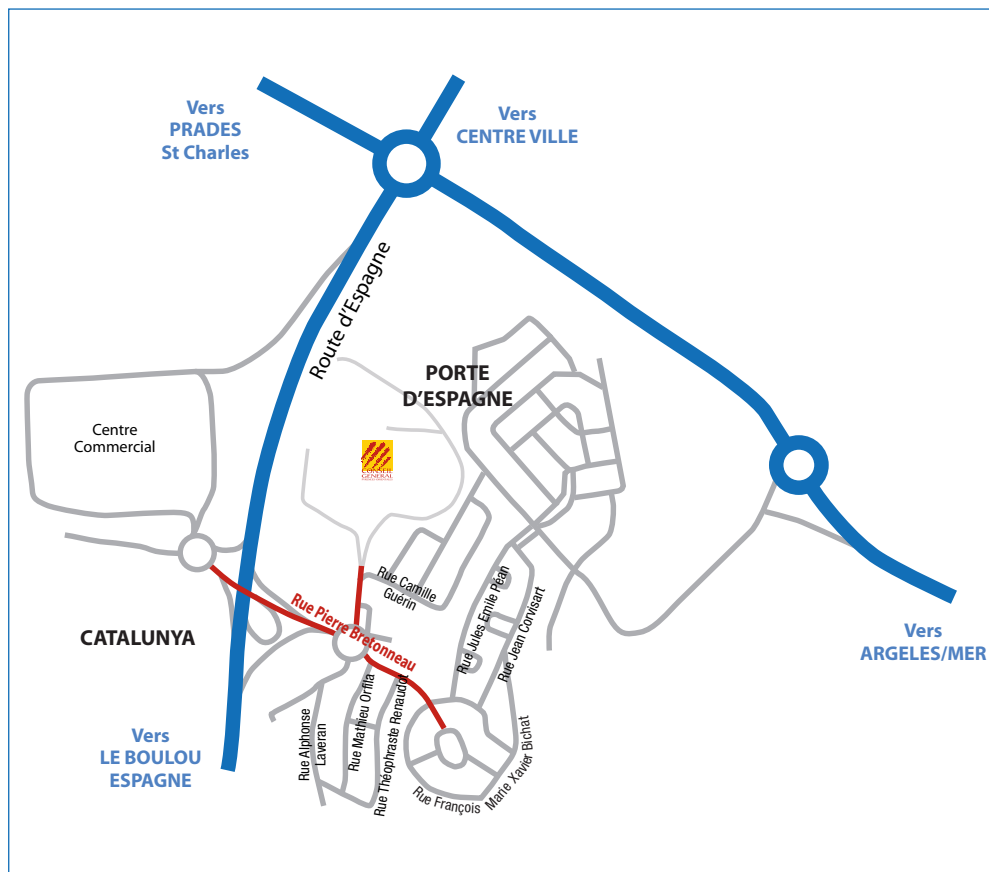 Vers
PRADES
St Charles
Vers
CENTRE VILLE
Route d'Espagne
PORTE
D'ESPAGNE
Centre
Commercial
CONSEIL
GENERAL
Rue Camille
Guérin
Rue Pierre Bretonneau
Rue Jules Emile Péan
Rue Jean Corvisart
CATALUNYA
Vers
ARGELES/MER
Vers
LE BOULOU
ESPAGNE
Rue Alphonse
Laveran
Rue Mathieu Orfila
Rue Théophraste Renaudot
Rue François
Marie Xavier Bichat